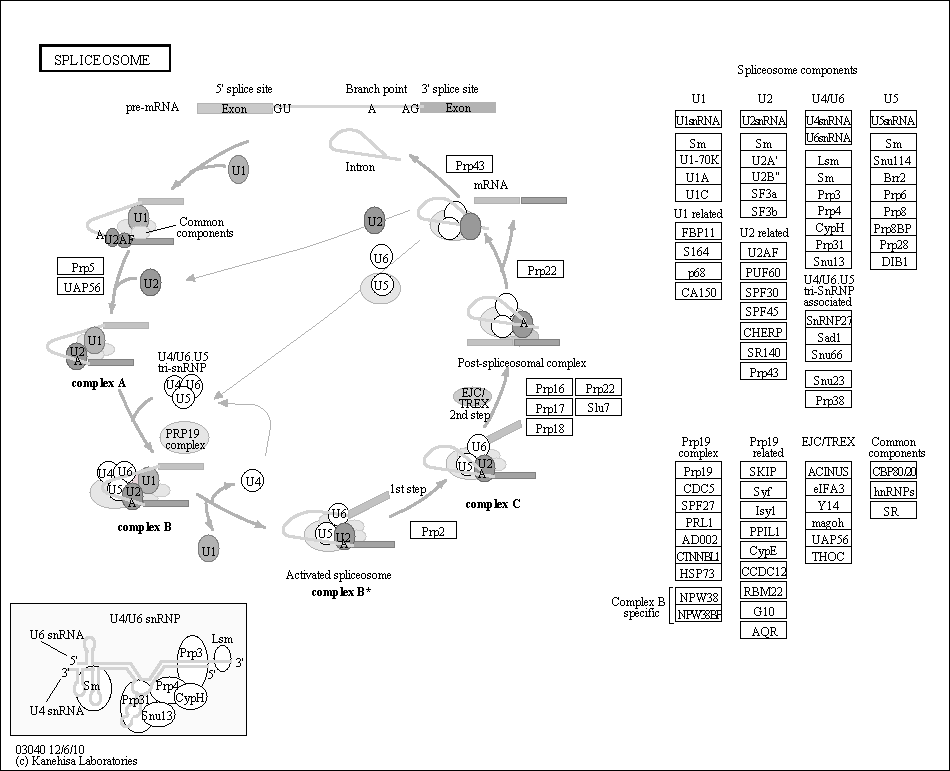 SPLICEOSOME
5' splice site
Branch point
3' splice site
pre-mRNA
Exon
GU
A
AG
Exon
Intron
Prp43
mRNA
U1
U1
A
U2AF
Common
components
Prp5
UAP56
U2
U2
U6
U5
Prp22
A
Post-spliceosomal complex
U1
U2
A
complex A
U4/U6.U5
tri-snRNP
U4
U6
U5
PRP19
complex
EJC/
TREX
2nd step
Prp16
Prp22
Prp17
Slu7
Prp18
U4
U6
U5
U1
U2
A
complex B
U4
U1
1st step
U6
U5
U2
A
Prp2
Activated spliceosome
complex B*
U6
U5
U2
A
complex C
Spliceosome components
U1
U1snRNA
Sm
U1-70K
U1A
U1C
U1 related
FBP11
S164
p68
CA150
U2
U2snRNA
Sm
U2A'
U2B"
SF3a
SF3b
U2 related
U2AF
PUF60
SPF30
SPF45
CHERP
SR140
Prp43
U4/U6
U4snRNA
U6snRNA
Lsm
Sm
Prp3
Prp4
CypH
Prp31
Snu13
U4/U6.U5
tri-SnRNP
associated
SnRNP27
Sad1
Snu66
Snu23
Prp38
U5
U5snRNA
Sm
Snu114
Brr2
Prp6
Prp8
Prp8BP
Prp28
DIB1
Prp19
complex
Prp19
CDC5
SPF27
PRL1
AD002
CTNNBL1
HSP73
Complex B
specific
NPW38
NPW38BP
Prp19
related
SKIP
Syf
Isy1
PPIL1
CypE
CCDC12
RBM22
G10
AQR
EJC/TREX
ACINUS
eIFA3
Y14
magoh
UAP56
THOC
Common
components
CBP80/20
hnRNPs
SR
U4/U6 snRNP
U6 snRNA
5'
3'
U4 snRNA
Sm
Prp3
Lsm
3'
5'
Prp4
Prp31
CypH
Snu13
03040 12/6/10
(c) Kanehisa Laboratories